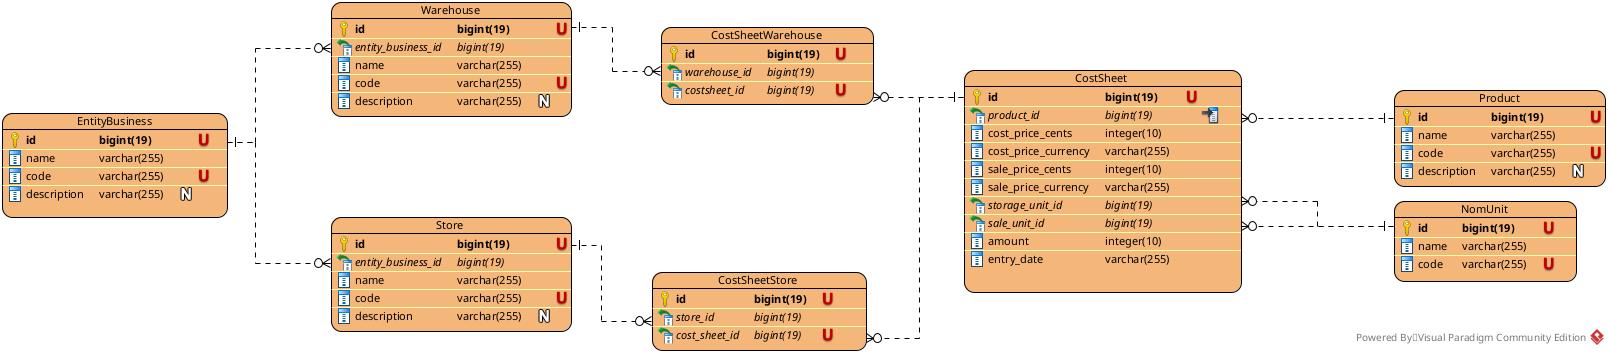 EntityBusiness
id bigint(19) U
name varchar(255)
code varchar(255) U
description varchar(255) N
Warehouse
id bigint(19) U
entity_business_id bigint(19)
name varchar(255)
code varchar(255) U
description varchar(255) N
Store
id bigint(19) U
entity_business_id bigint(19)
name varchar(255)
code varchar(255) U
description varchar(255) N
CostSheetWarehouse
id bigint(19) U
warehouse_id bigint(19)
costsheet_id bigint(19) U
CostSheetStore
id bigint(19) U
store_id bigint(19)
cost_sheet_id bigint(19) U
CostSheet
id bigint(19) U
product_id bigint(19)
cost_price_cents integer(10)
cost_price_currency varchar(255)
sale_price_cents integer(10)
sale_price_currency varchar(255)
storage_unit_id bigint(19)
sale_unit_id bigint(19)
amount integer(10)
entry_date varchar(255)
Product
id bigint(19) U
name varchar(255)
code varchar(255) U
description varchar(255) N
NomUnit
id bigint(19) U
name varchar(255)
code varchar(255) U
Powered By▯Visual Paradigm Community Edition